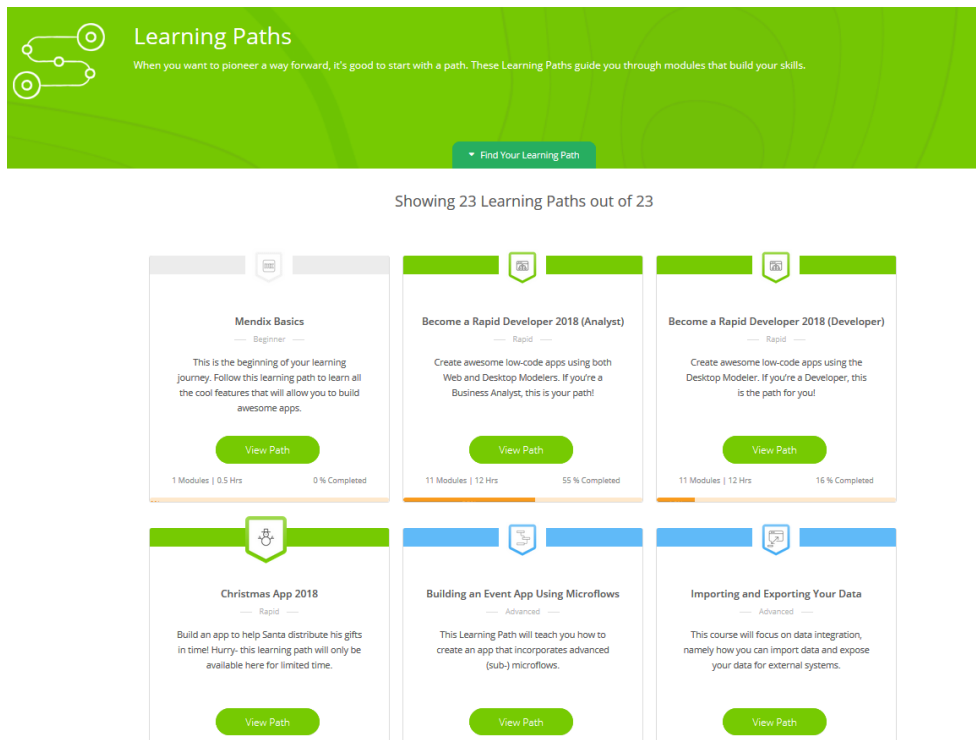 Learning Paths
When you want to pioneer a way forward, it's good to start with a path. These Learning Paths guide you through modules that build your skills.
Find Your Learning Path
Showing 23 Learning Paths out of 23
Mendix Basics
Beginner
This is the beginning of your learning
journey. Follow this learning path to learn all
the cool features that will allow you to build
awesome apps.
View Path
1 Modules | 0.5 Hrs
0 % Completed
Become a Rapid Developer 2018 (Analyst)
Rapid
Create awesome low-code apps using both
Web and Desktop Modelers. If you're a
Business Analyst, this is your path!
View Path
11 Modules | 12 Hrs
55 % Completed
Become a Rapid Developer 2018 (Developer)
Rapid
Create awesome low-code apps using the
Desktop Modeler. If you're a Developer, this
is the path for you!
View Path
11 Modules | 12 Hrs
16 % Completed
Christmas App 2018
Rapid
Build an app to help Santa distribute his gifts
in time! Hurry- this learning path will only be
available here for limited time.
View Path
Building an Event App Using Microflows
Advanced
This Learning Path will teach you how to
create an app that incorporates advanced
(sub-) microflows.
View Path
Importing and Exporting Your Data
Advanced
This course will focus on data integration,
namely how you can import data and expose
your data for external systems.
View Path